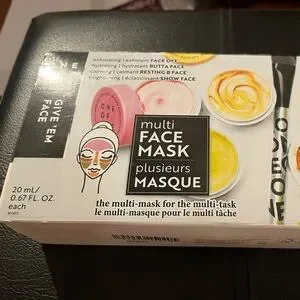 exfoliating | exfoliant FACE OFF
hydrating | hydratant BUTTA FACE
calming | calmant RESTING B FACE
brightening | éclaircissant SHOW FACE
GIVE 'EM
FACE
ONE OF
multi
FACE
MASK
plusieurs
MASQUE
20 mL/
0.67 FL. OZ.
each
the multi-mask for the multi-task
le multi-masque pour le multi tâche